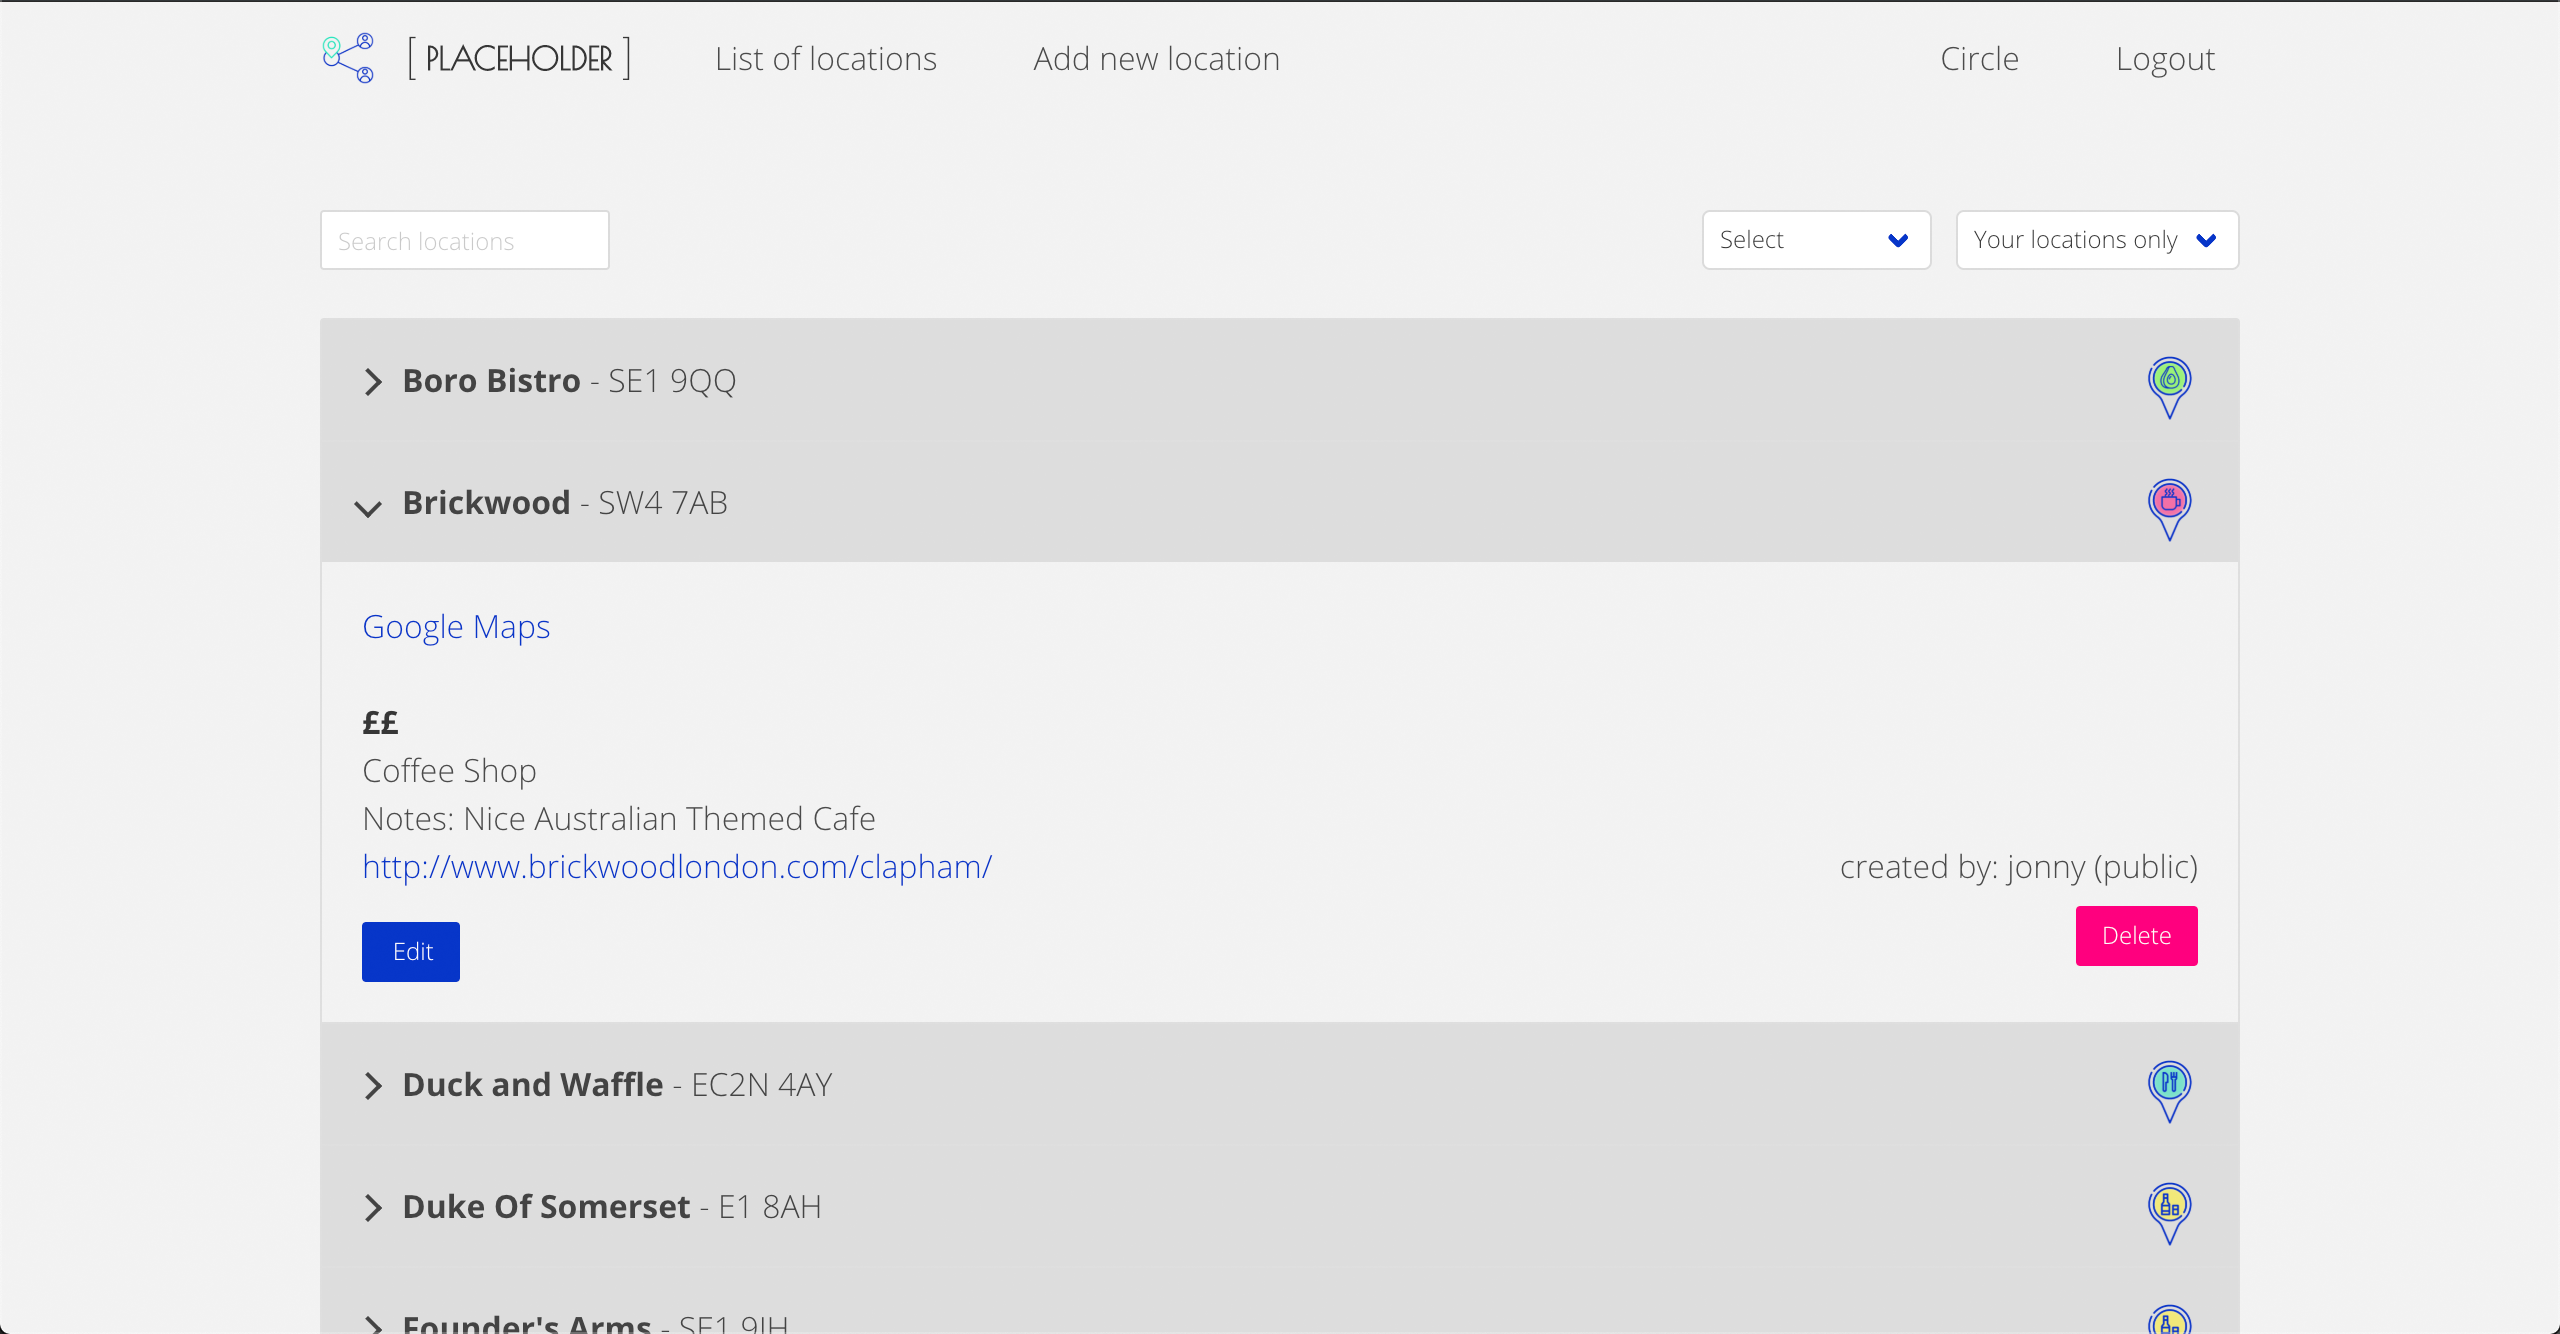 [ PLACEHOLDER ] List of locations Add new location Circle Logout
Search locations Select Your locations only
Boro Bistro - SE1 9QQ
Brickwood - SW4 7AB
Google Maps
££
Coffee Shop
Notes: Nice Australian Themed Cafe
http://www.brickwoodlondon.com/clapham/ created by: jonny (public)
Edit Delete
Duck and Waffle - EC2N 4AY
Duke Of Somerset - E1 8AH
Founder's Arms - SE1